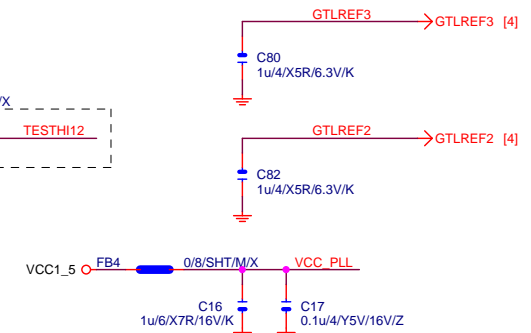 GTLREF3 GTLREF3 [4]
C80
1u/4/X5R/6.3V/K
/X
TESTHI12
GTLREF2 GTLREF2 [4]
C82
1u/4/X5R/6.3V/K
VCC1_5 FB4 0/8/SHT/M/X VCC_PLL
C16 C17
1u/6/X7R/16V/K 0.1u/4/Y5V/16V/Z